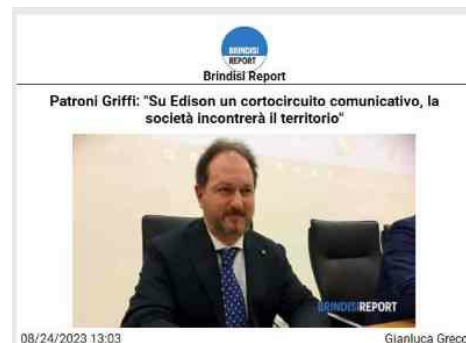 BRINDISI
REPORT
Brindisi Report
Patroni Griffi: "Su Edison un cortocircuito comunicativo, la
società incontrerà il territorio"
BRINDISIREPORT
08/24/2023 13:03
Gianluca Greco